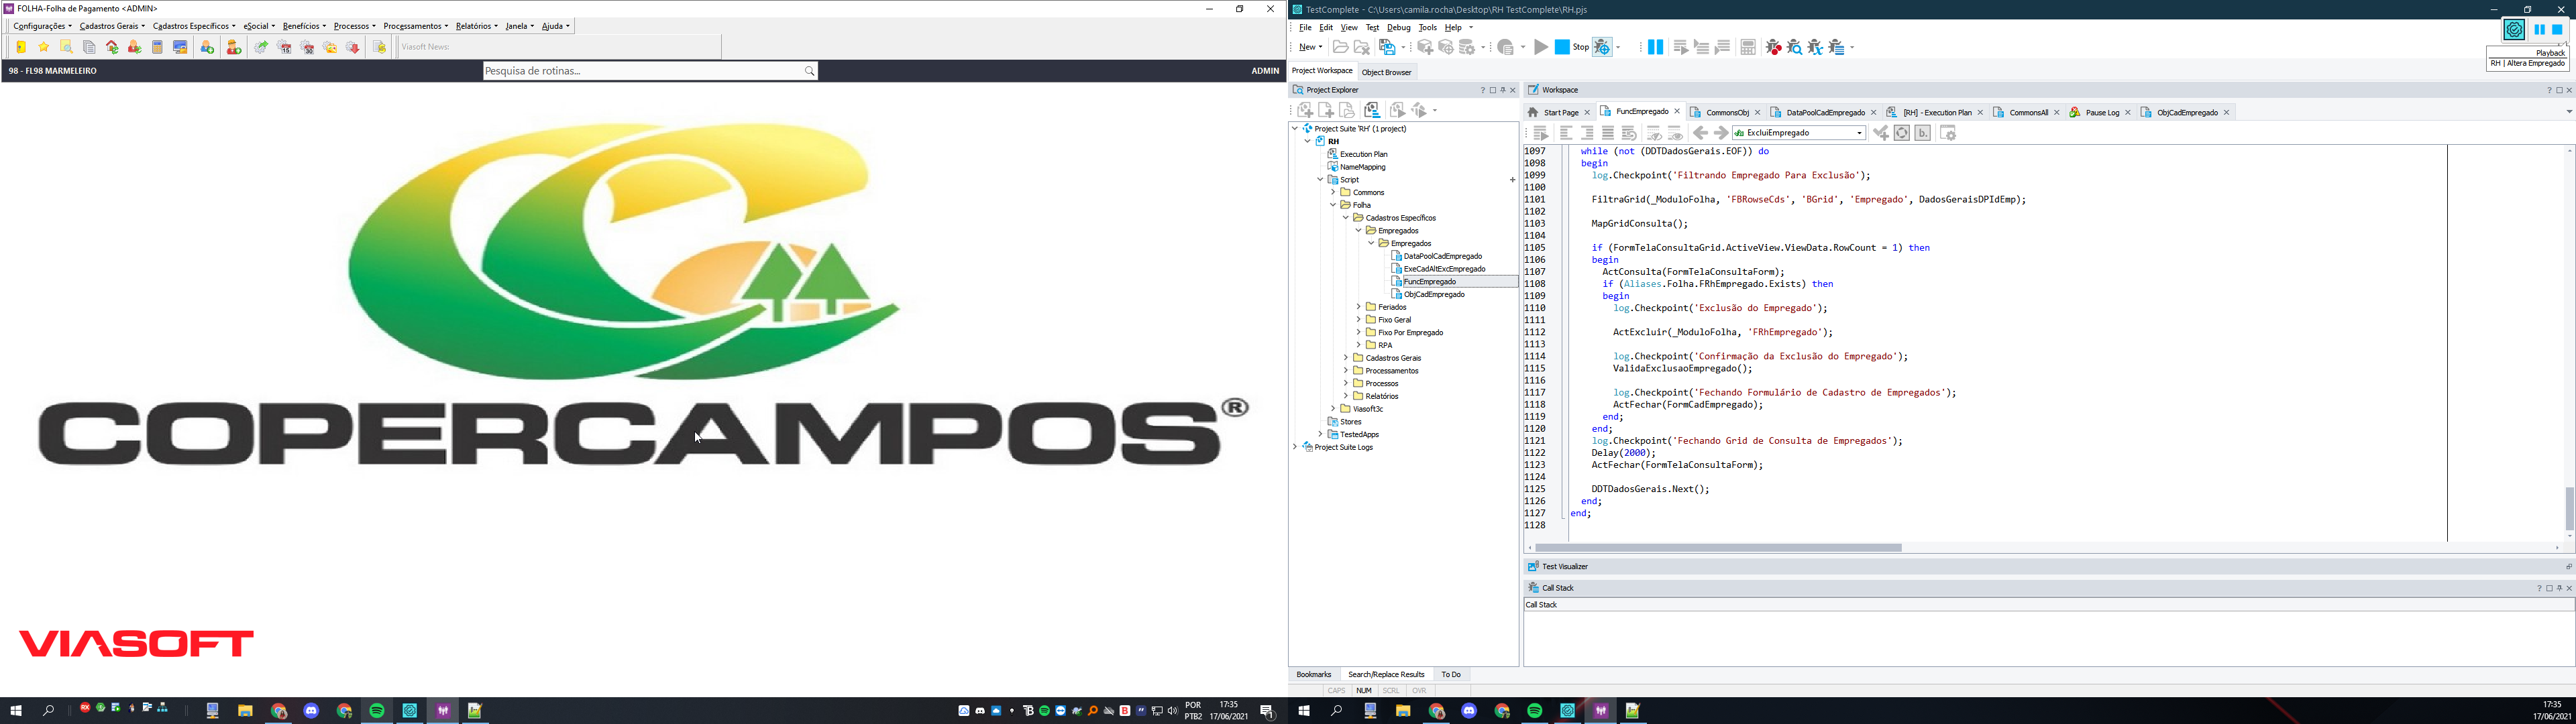 FOLHA-Folha de Pagamento <ADMIN>
Configurações Cadastros Gerais Cadastros Específicos eSocial Benefícios Processos Processamentos Relatórios Janela Ajuda
Viasoft News:
98 - FL98 MARMELEIRO
Pesquisa de rotinas...
ADMIN
COPERCAMPOS®
VIASOFT
POR
PTB2
17:35
17/06/2021
TestComplete - C:\Users\camila.rocha\Desktop\RH TestComplete\RH.pjs
File Edit View Test Debug Tools Help
New
Stop
Playback
RH | Altera Empregado
Project Workspace Object Browser
Project Explorer
Project Suite 'RH' (1 project)
RH
Execution Plan
NameMapping
Script
Commons
Folha
Cadastros Específicos
Empregados
Empregados
DataPoolCadEmpregado
ExeCadAltExcEmpregado
FuncEmpregado
ObjCadEmpregado
Feriados
Fixo Geral
Fixo Por Empregado
RPA
Cadastros Gerais
Processamentos
Processos
Relatórios
Viasoft3c
Stores
TestedApps
Project Suite Logs
Workspace
Start Page FuncEmpregado CommonsObj DataPoolCadEmpregado [RH] - Execution Plan CommonsAll Pause Log ObjCadEmpregado
ExcluiEmpregado
1097 while (not (DDTDadosGerais.EOF)) do
1098 begin
1099 log.Checkpoint('Filtrando Empregado Para Exclusão');
1100
1101 FiltraGrid(_ModuloFolha, 'FBRowseCds', 'BGrid', 'Empregado', DadosGeraisDPIdEmp);
1102
1103 MapGridConsulta();
1104
1105 if (FormTelaConsultaGrid.ActiveView.ViewData.RowCount = 1) then
1106 begin
1107 ActConsulta(FormTelaConsultaForm);
1108 if (Aliases.Folha.FRhEmpregado.Exists) then
1109 begin
1110 log.Checkpoint('Exclusão do Empregado');
1111
1112 ActExcluir(_ModuloFolha, 'FRhEmpregado');
1113
1114 log.Checkpoint('Confirmação da Exclusão do Empregado');
1115 ValidaExclusaoEmpregado();
1116
1117 log.Checkpoint('Fechando Formulário de Cadastro de Empregados');
1118 ActFechar(FormCadEmpregado);
1119 end;
1120 end;
1121 log.Checkpoint('Fechando Grid de Consulta de Empregados');
1122 Delay(2000);
1123 ActFechar(FormTelaConsultaForm);
1124
1125 DDTDadosGerais.Next();
1126 end;
1127 end;
1128
Test Visualizer
Call Stack
Call Stack
Bookmarks Search/Replace Results To Do
CAPS NUM SCRL OVR
17:35
17/06/2021